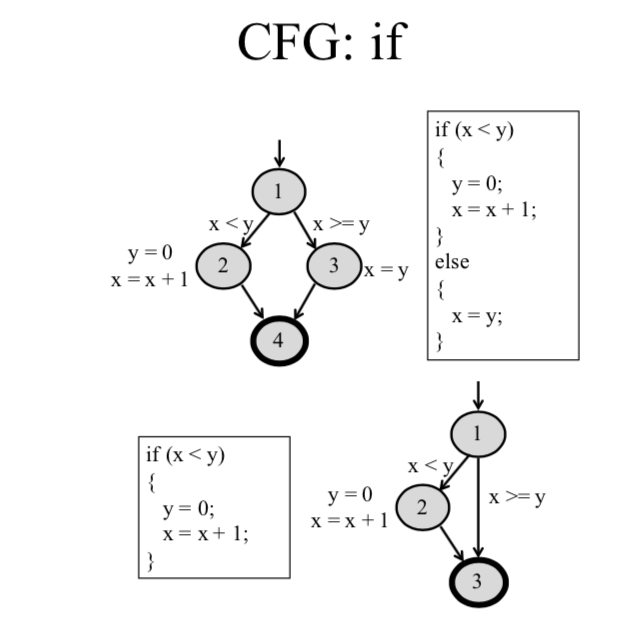 CFG: if
1
x < y
x >= y
y = 0
x = x + 1
2
3
x = y
4
if (x < y)
{
y = 0;
x = x + 1;
}
else
{
x = y;
}
if (x < y)
{
y = 0;
x = x + 1;
}
1
x < y
x >= y
y = 0
x = x + 1
2
3